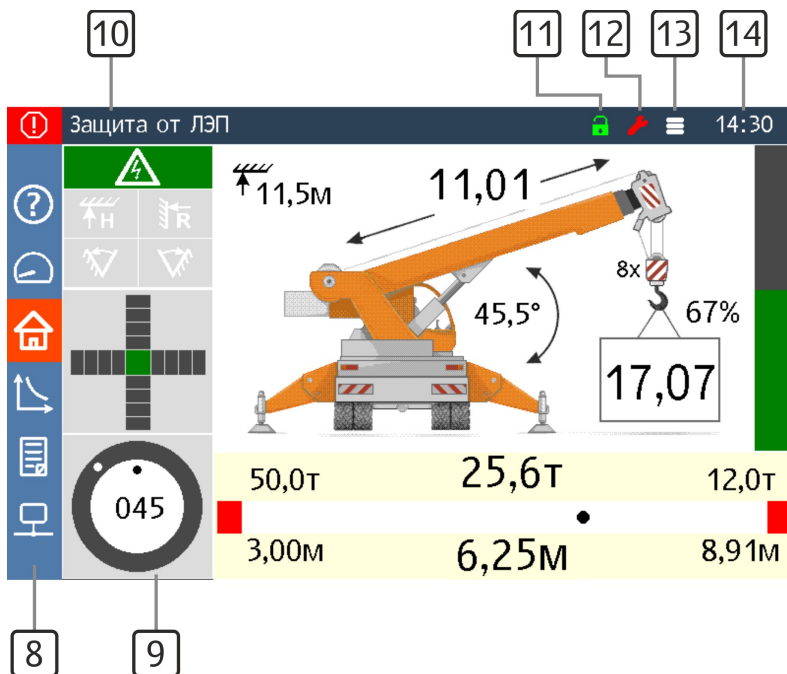 10 11 12 13 14
Защита от ЛЭП 14:30
11,5м 11,01
H R
8x
45,5° 67%
17,07
045
50,0т 25,6т 12,0т
3,00м 6,25м 8,91м
8 9